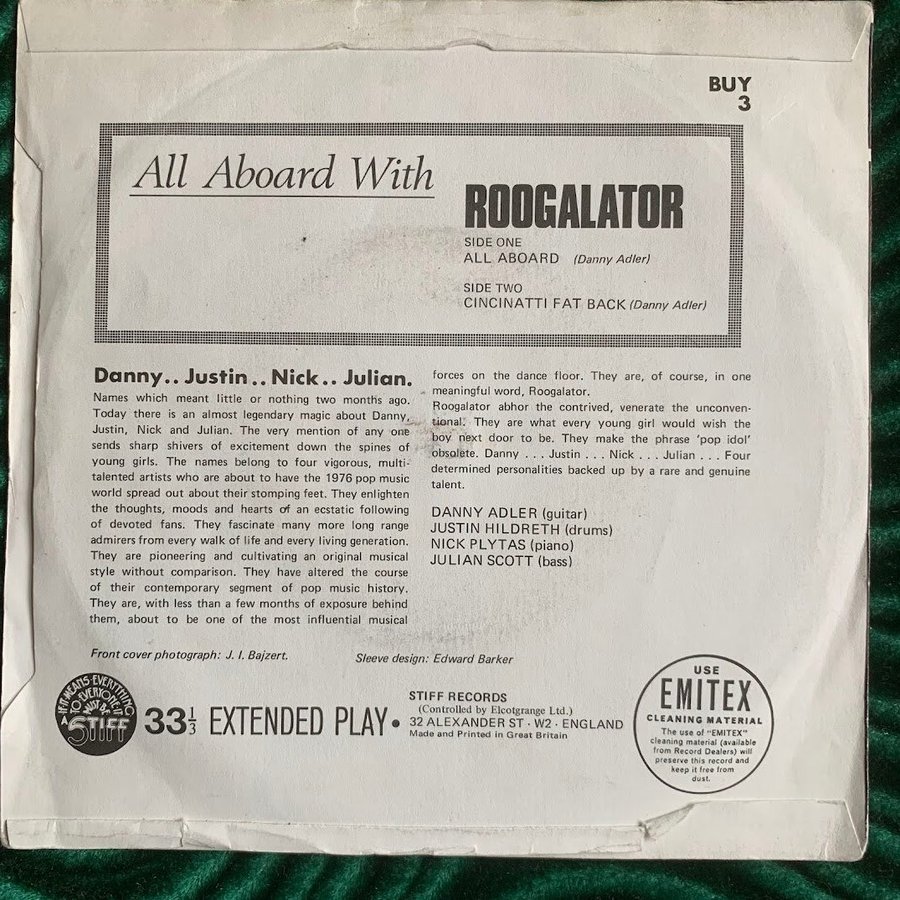 BUY
3
All Aboard With
ROOGALATOR
SIDE ONE
ALL ABOARD (Danny Adler)
SIDE TWO
CINCINATTI FAT BACK (Danny Adler)
Danny.. Justin.. Nick.. Julian.
Names which meant little or nothing two months ago.
Today there is an almost legendary magic about Danny,
Justin, Nick and Julian. The very mention of any one
sends sharp shivers of excitement down the spines of
young girls. The names belong to four vigorous, multi-
talented artists who are about to have the 1976 pop music
world spread out about their stomping feet. They enlighten
the thoughts, moods and hearts of an ecstatic following
of devoted fans. They fascinate many more long range
admirers from every walk of life and every living generation.
They are pioneering and cultivating an original musical
style without comparison. They have altered the course
of their contemporary segment of pop music history.
They are, with less than a few months of exposure behind
them, about to be one of the most influential musical
forces on the dance floor. They are, of course, in one
meaningful word, Roogalator.
Roogalator abhor the contrived, venerate the unconven-
tional. They are what every young girl would wish the
boy next door to be. They make the phrase ‘pop idol’
obsolete. Danny . . . Justin . . . Nick . . . Julian . . . Four
determined personalities backed up by a rare and genuine
talent.
DANNY ADLER (guitar)
JUSTIN HILDRETH (drums)
NICK PLYTAS (piano)
JULIAN SCOTT (bass)
Front cover photograph: J. I. Bajzert.
Sleeve design: Edward Barker
IF IT MEANS EVERYTHING
TO EVERYONE IT
MUST BE
A STIFF
33 1/3 EXTENDED PLAY •
STIFF RECORDS
(Controlled by Elcotgrange Ltd.)
32 ALEXANDER ST · W2 · ENGLAND
Made and Printed in Great Britain
USE
EMITEX
CLEANING MATERIAL
The use of "EMITEX"
cleaning material (available
from Record Dealers) will
preserve this record and
keep it free from
dust.